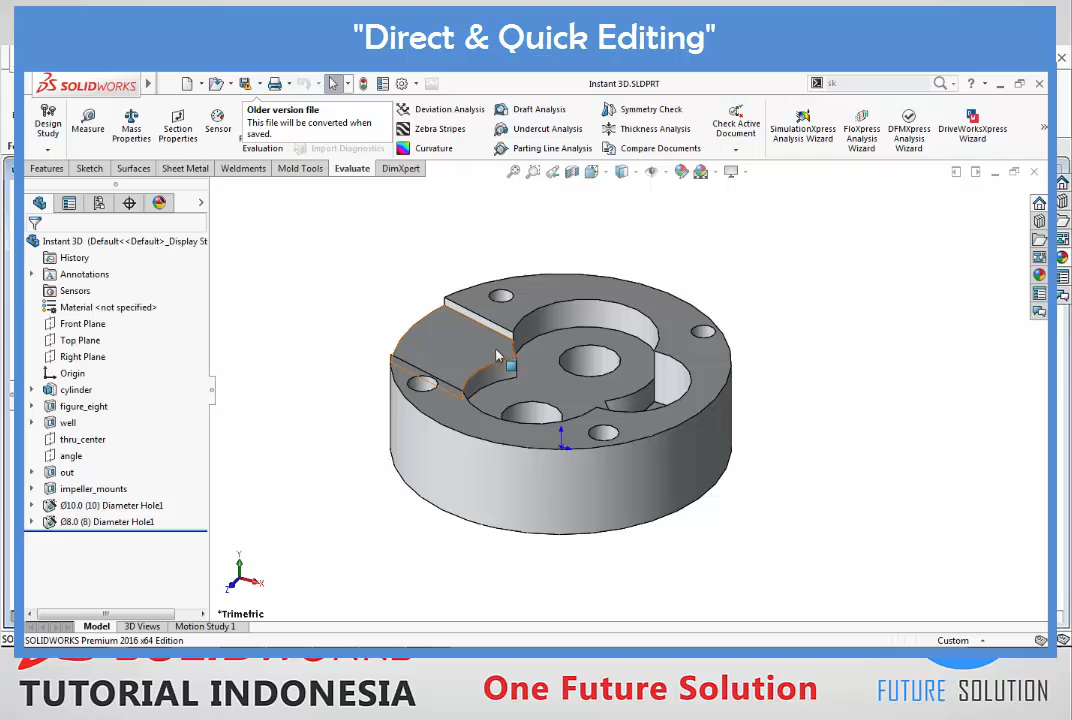 "Direct & Quick Editing"
SOLIDWORKS
Instant 3D.SLDPRT
sk
Design Study
Measure
Mass Properties
Section Properties
Sensor
Older version file
This file will be converted when saved.
Evaluation
Import Diagnostics
Deviation Analysis
Zebra Stripes
Curvature
Draft Analysis
Undercut Analysis
Parting Line Analysis
Symmetry Check
Thickness Analysis
Compare Documents
Check Active Document
SimulationXpress Analysis Wizard
FloXpress Analysis Wizard
DFMXpress Analysis Wizard
DriveWorksXpress Wizard
Features
Sketch
Surfaces
Sheet Metal
Weldments
Mold Tools
Evaluate
DimXpert
Instant 3D (Default<<Default>_Display St
History
Annotations
Sensors
Material <not specified>
Front Plane
Top Plane
Right Plane
Origin
cylinder
figure_eight
well
thru_center
angle
out
impeller_mounts
Ø10.0 (10) Diameter Hole1
Ø8.0 (8) Diameter Hole1
Y
X
Z
*Trimetric
Model
3D Views
Motion Study 1
SOLIDWORKS Premium 2016 x64 Edition
Custom
TUTORIAL INDONESIA
One Future Solution
FUTURE SOLUTION